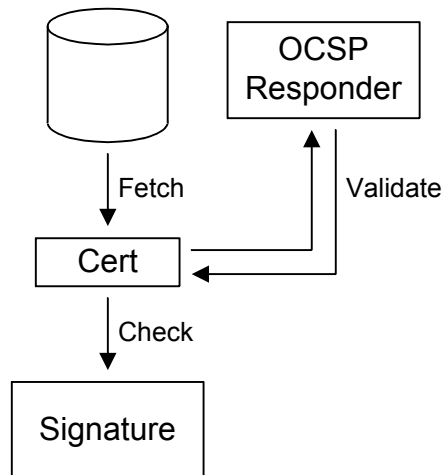 OCSP
Responder
Fetch
Validate
Cert
Check
Signature